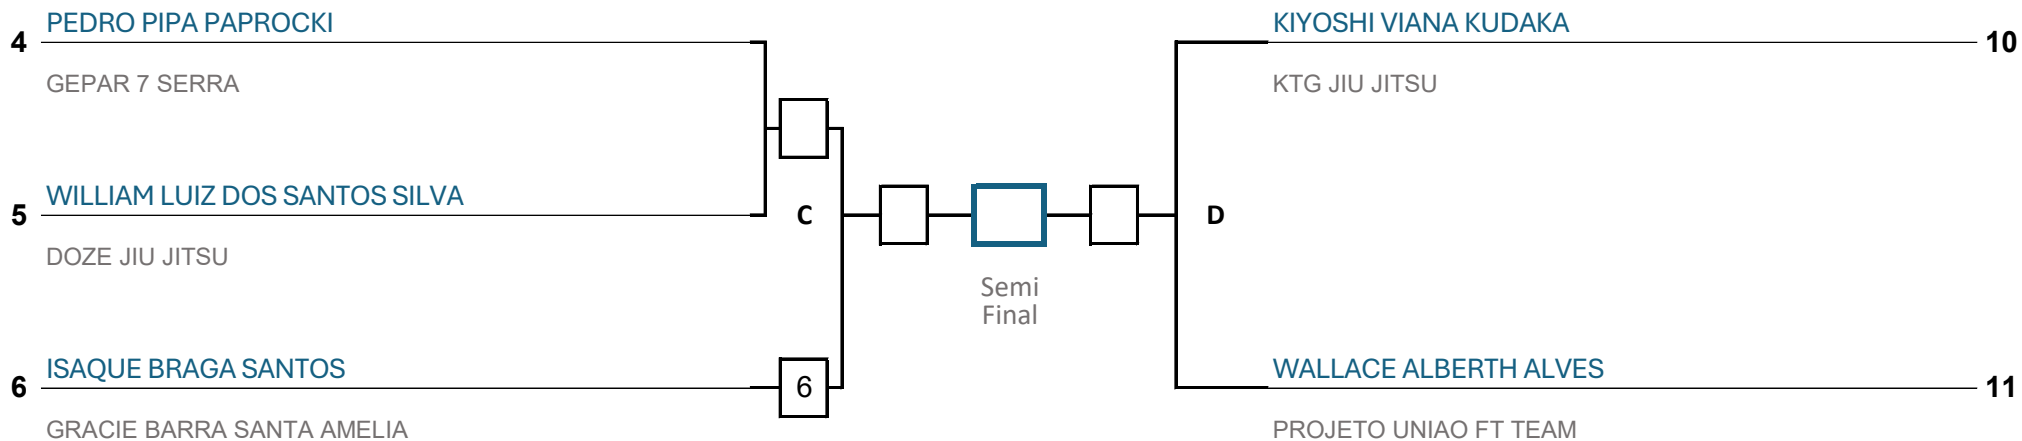 4 PEDRO PIPA PAPROCKI
GEPAR 7 SERRA
5 WILLIAM LUIZ DOS SANTOS SILVA
DOZE JIU JITSU
C
6 ISAQUE BRAGA SANTOS
6
GRACIE BARRA SANTA AMELIA
Semi
Final
KIYOSHI VIANA KUDAKA 10
KTG JIU JITSU
D
WALLACE ALBERTH ALVES 11
PROJETO UNIAO FT TEAM